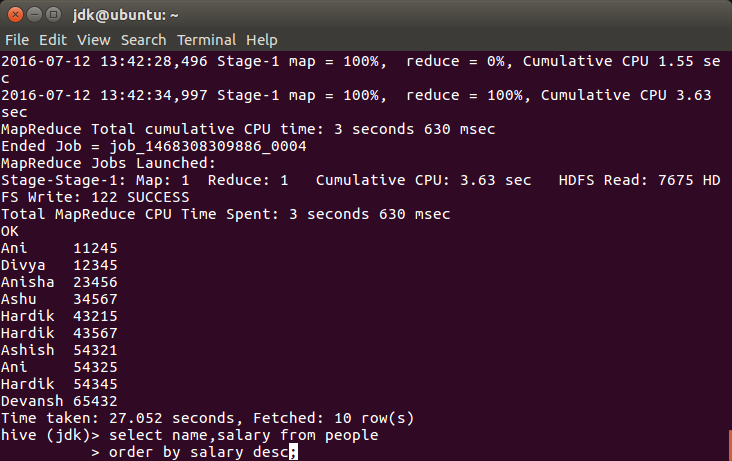 jdk@ubuntu: ~
File Edit View Search Terminal Help
2016-07-12 13:42:28,496 Stage-1 map = 100%,  reduce = 0%, Cumulative CPU 1.55 se
c
2016-07-12 13:42:34,997 Stage-1 map = 100%,  reduce = 100%, Cumulative CPU 3.63
sec
MapReduce Total cumulative CPU time: 3 seconds 630 msec
Ended Job = job_1468308309886_0004
MapReduce Jobs Launched:
Stage-Stage-1: Map: 1  Reduce: 1   Cumulative CPU: 3.63 sec   HDFS Read: 7675 HD
FS Write: 122 SUCCESS
Total MapReduce CPU Time Spent: 3 seconds 630 msec
OK
Ani     11245
Divya   12345
Anisha  23456
Ashu    34567
Hardik  43215
Hardik  43567
Ashish  54321
Ani     54325
Hardik  54345
Devansh 65432
Time taken: 27.052 seconds, Fetched: 10 row(s)
hive (jdk)> select name,salary from people
          > order by salary desc;